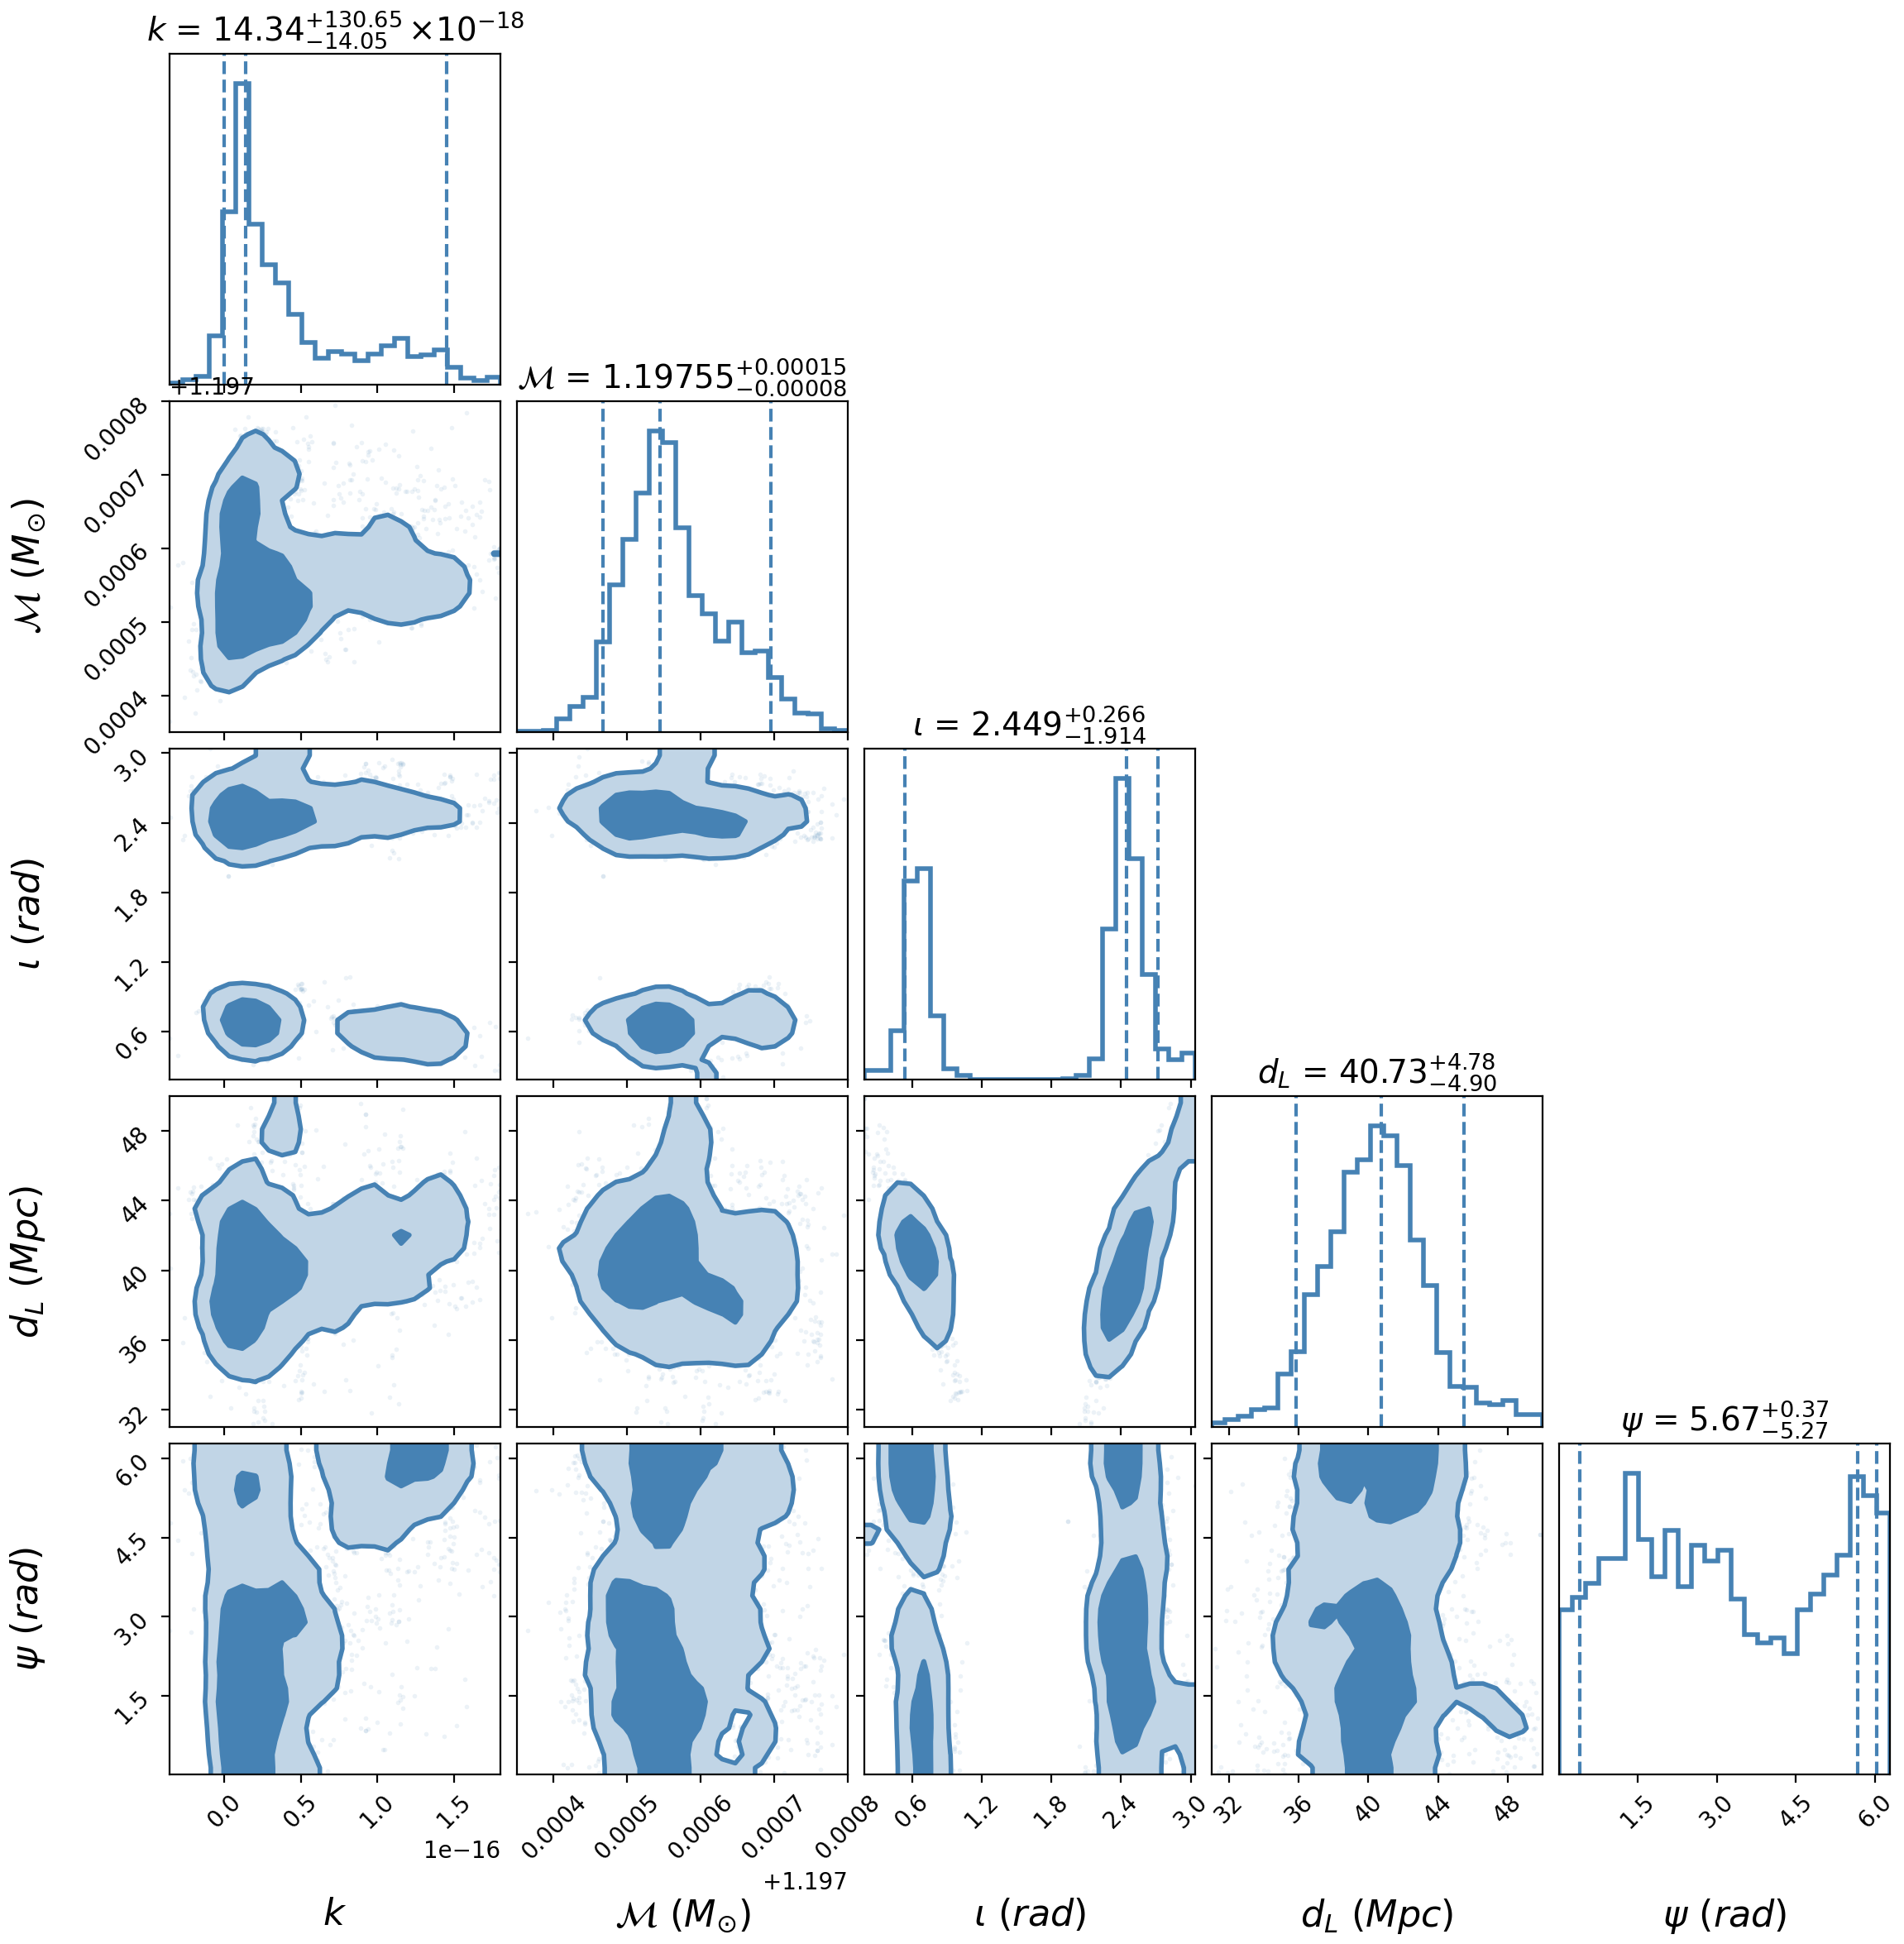 k = 14.34^{+130.65}_{-14.05} ×10^{−18}
+1.197
ℳ = 1.19755^{+0.00015}_{−0.00008}
0.0008
0.0007
0.0006
0.0005
0.0004
ℳ (M_⊙)
ι = 2.449^{+0.266}_{−1.914}
3.0
2.4
1.8
1.2
0.6
ι (rad)
d_L = 40.73^{+4.78}_{−4.90}
48
44
40
36
32
d_L (Mpc)
ψ = 5.67^{+0.37}_{−5.27}
6.0
4.5
3.0
1.5
ψ (rad)
0.0 0.5 1.0 1.5
1e−16
0.0004 0.0005 0.0006 0.0007 0.0008
+1.197
0.6 1.2 1.8 2.4 3.0
32 36 40 44 48
1.5 3.0 4.5 6.0
k ℳ (M_⊙) ι (rad) d_L (Mpc) ψ (rad)